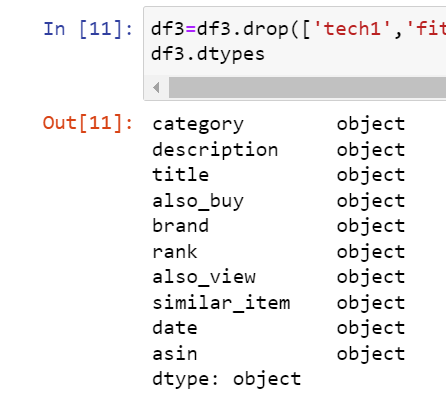 In [11]: df3=df3.drop(['tech1','fit
df3.dtypes
Out[11]: category object
description object
title object
also_buy object
brand object
rank object
also_view object
similar_item object
date object
asin object
dtype: object